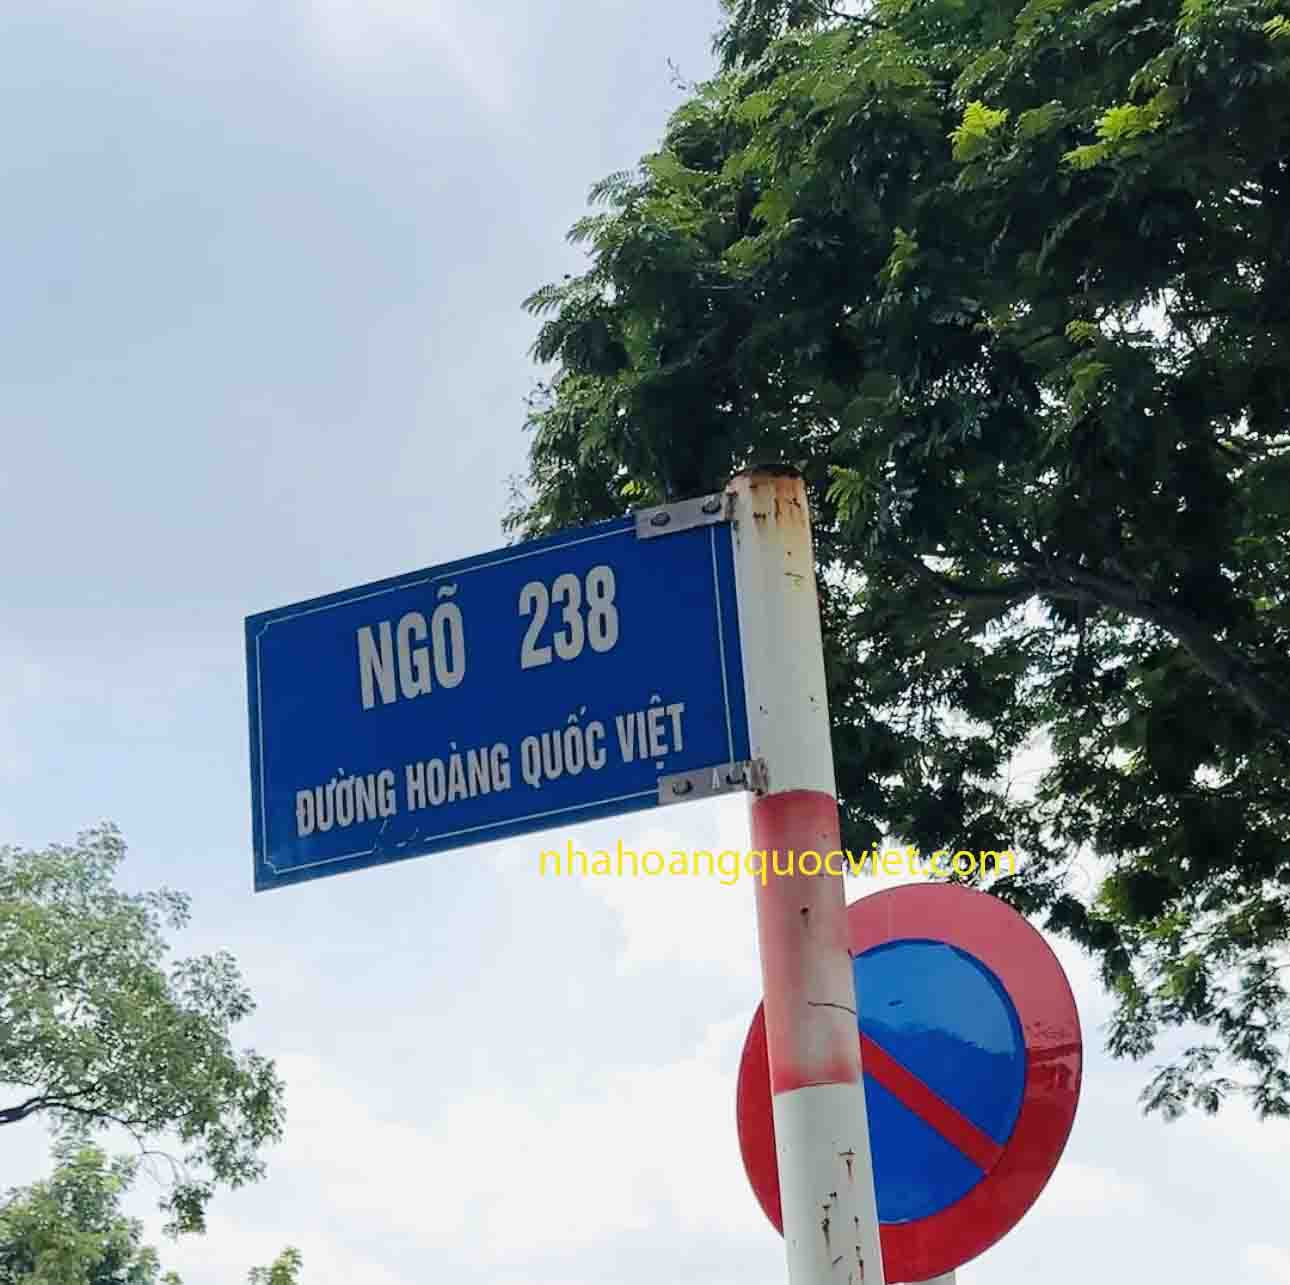 NGÕ 238
ĐƯỜNG HOÀNG QUỐC VIỆT
nhahoangquocviet.com